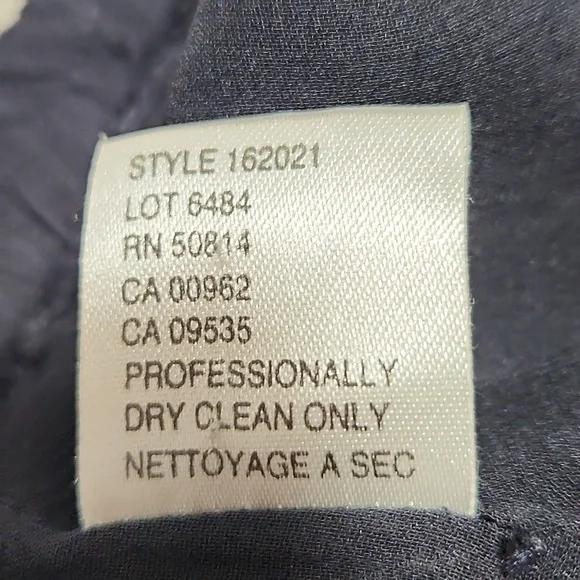 STYLE 162021
LOT 6484
RN 50814
CA 00962
CA 09535
PROFESSIONALLY
DRY CLEAN ONLY
NETTOYAGE A SEC